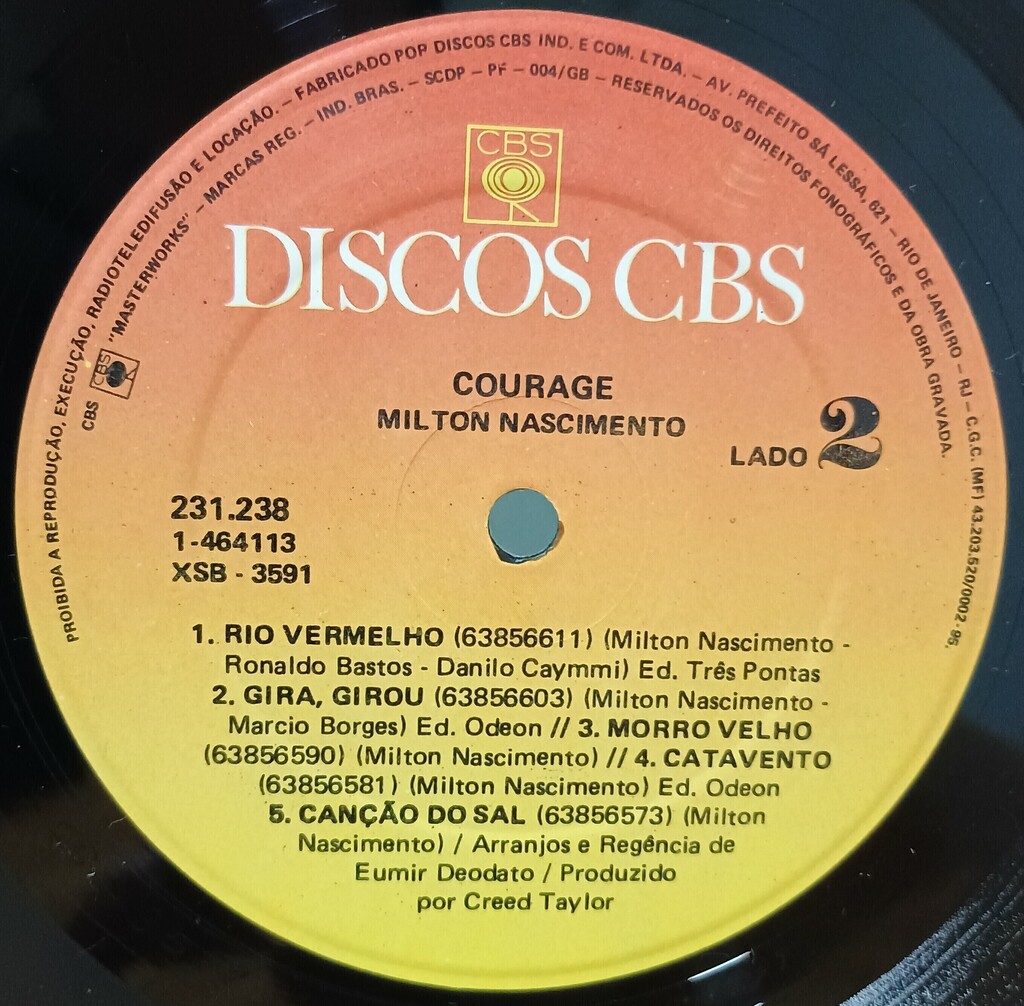 PROIBIDA A REPRODUÇÃO, EXECUÇÃO, RADIOTELEDIFUSÃO E LOCAÇÃO. – FABRICADO POR DISCOS CBS IND. E COM. LTDA. – AV. PREFEITO SÁ LESSA, 621 – RIO DE JANEIRO – RJ – C.G.C. (MF) 43.203.520/0002-95.
CBS CBS "MASTERWORKS" – MARCAS REG. – IND. BRAS. – SCDP – PF – 004/GB – RESERVADOS OS DIREITOS FONOGRÁFICOS E DA OBRA GRAVADA.
CBS
DISCOS CBS
COURAGE
MILTON NASCIMENTO
LADO 2
231.238
1-464113
XSB - 3591
1. RIO VERMELHO (63856611) (Milton Nascimento -
Ronaldo Bastos - Danilo Caymmi) Ed. Três Pontas
2. GIRA, GIROU (63856603) (Milton Nascimento -
Marcio Borges) Ed. Odeon // 3. MORRO VELHO
(63856590) (Milton Nascimento) // 4. CATAVENTO
(63856581) (Milton Nascimento) Ed. Odeon
5. CANÇÃO DO SAL (63856573) (Milton
Nascimento) / Arranjos e Regência de
Eumir Deodato / Produzido
por Creed Taylor